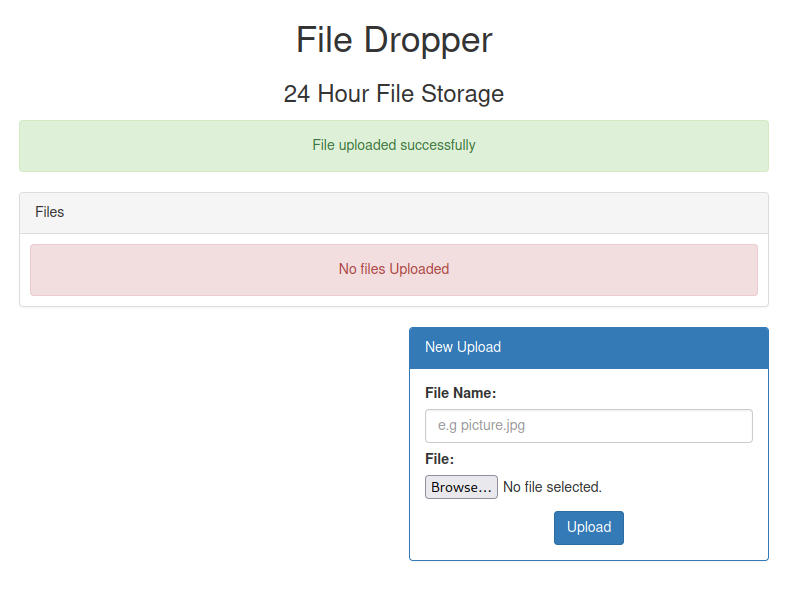 File Dropper
24 Hour File Storage
File uploaded successfully
Files
No files Uploaded
New Upload
File Name:
e.g picture.jpg
File:
Browse... No file selected.
Upload